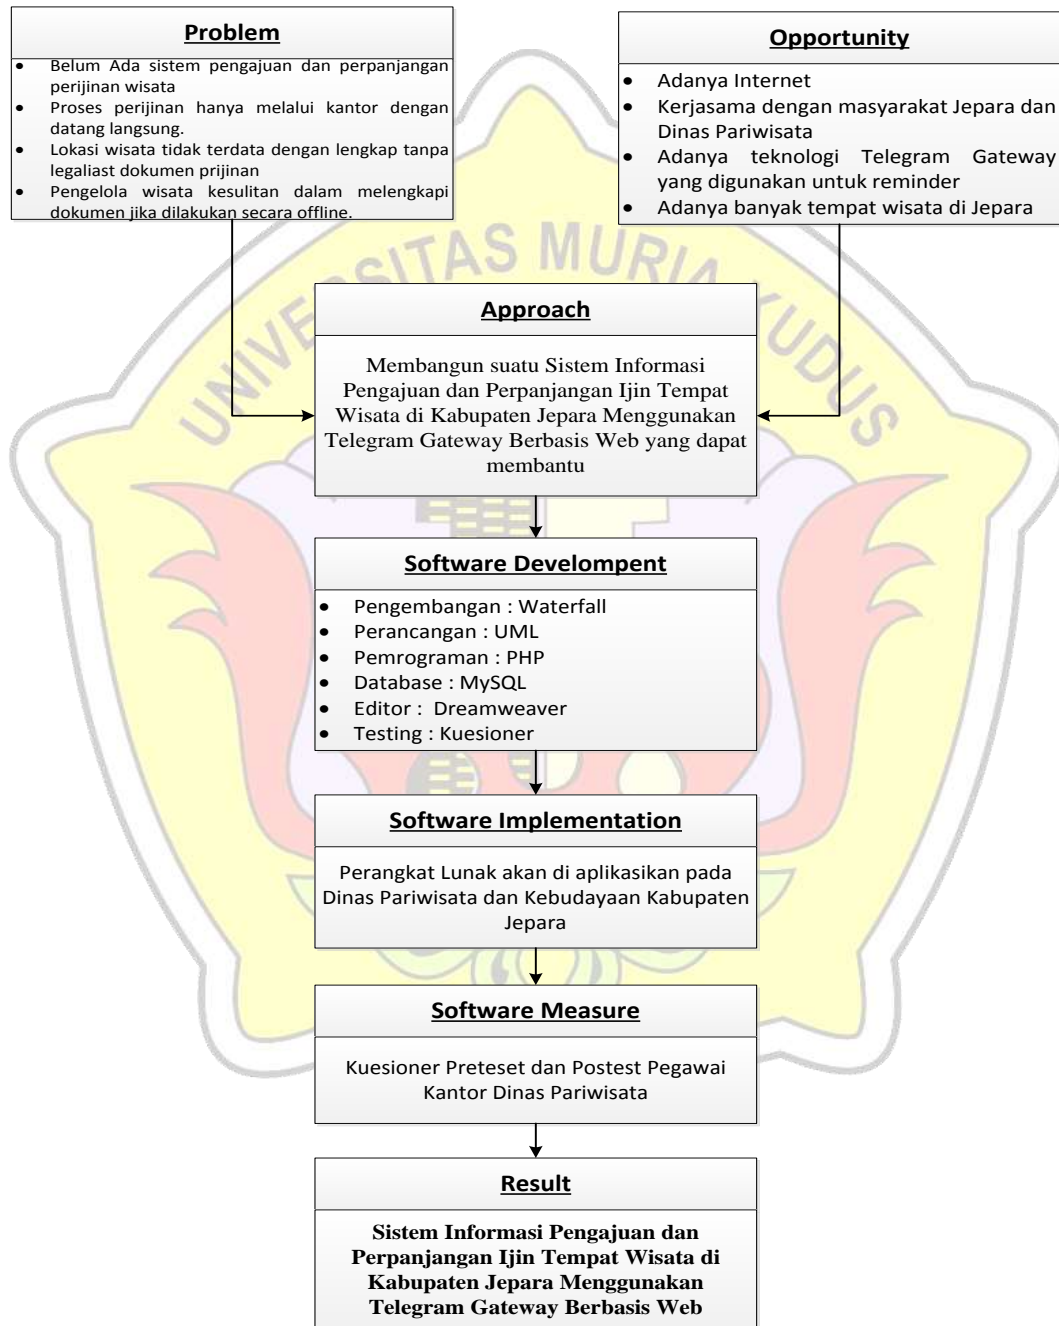 Problem
• Belum Ada sistem pengajuan dan perpanjangan
perijinan wisata
• Proses perijinan hanya melalui kantor dengan
datang langsung.
• Lokasi wisata tidak terdata dengan lengkap tanpa
legaliast dokumen prijinan
• Pengelola wisata kesulitan dalam melengkapi
dokumen jika dilakukan secara offline.
Opportunity
• Adanya Internet
• Kerjasama dengan masyarakat Jepara dan
Dinas Pariwisata
• Adanya teknologi Telegram Gateway
yang digunakan untuk reminder
• Adanya banyak tempat wisata di Jepara
UNIVERSITAS MURIA KUDUS
Approach
Membangun suatu Sistem Informasi
Pengajuan dan Perpanjangan Ijin Tempat
Wisata di Kabupaten Jepara Menggunakan
Telegram Gateway Berbasis Web yang dapat
membantu
Software Develompent
• Pengembangan : Waterfall
• Perancangan : UML
• Pemrograman : PHP
• Database : MySQL
• Editor : Dreamweaver
• Testing : Kuesioner
Software Implementation
Perangkat Lunak akan di aplikasikan pada
Dinas Pariwisata dan Kebudayaan Kabupaten
Jepara
Software Measure
Kuesioner Preteset dan Postest Pegawai
Kantor Dinas Pariwisata
Result
Sistem Informasi Pengajuan dan
Perpanjangan Ijin Tempat Wisata di
Kabupaten Jepara Menggunakan
Telegram Gateway Berbasis Web